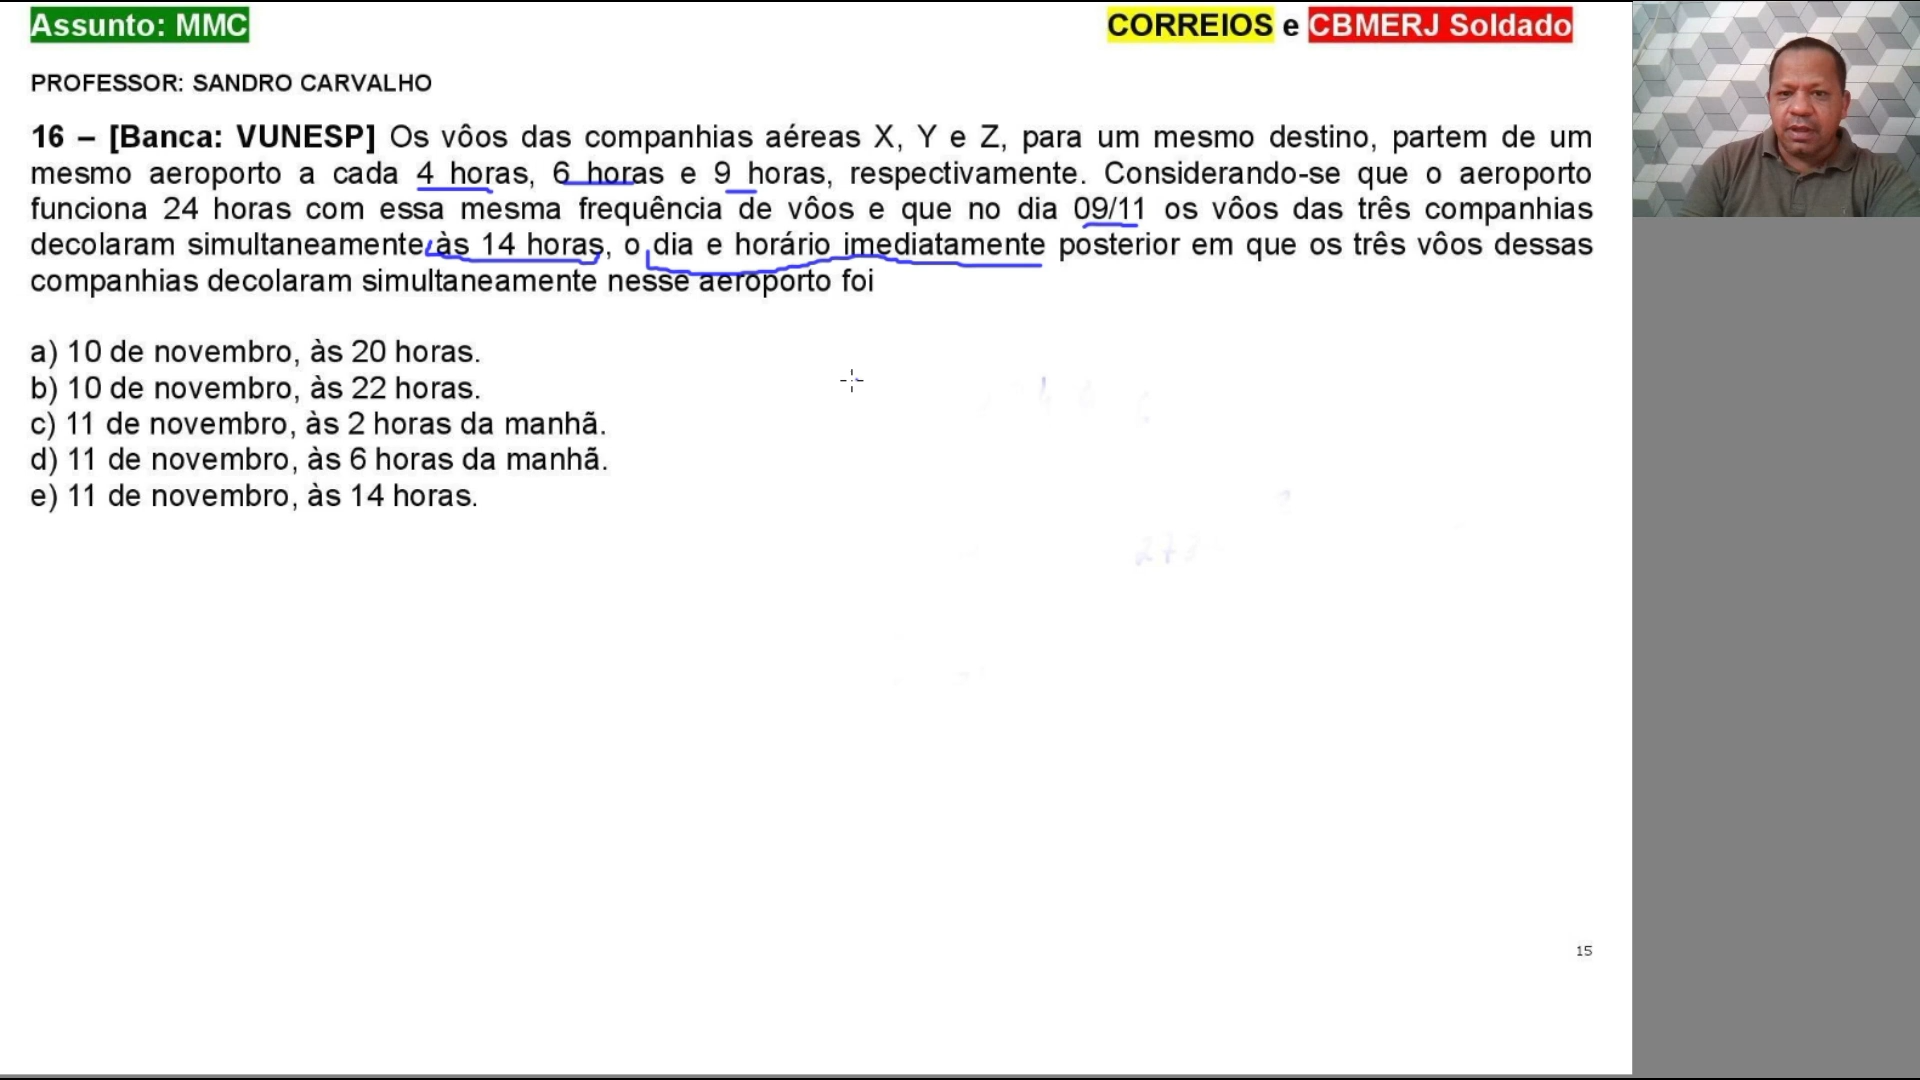 Assunto: MMC
CORREIOS e CBMERJ Soldado
PROFESSOR: SANDRO CARVALHO
16 – [Banca: VUNESP] Os vôos das companhias aéreas X, Y e Z, para um mesmo destino, partem de um
mesmo aeroporto a cada 4 horas, 6 horas e 9 horas, respectivamente. Considerando-se que o aeroporto
funciona 24 horas com essa mesma frequência de vôos e que no dia 09/11 os vôos das três companhias
decolaram simultaneamente às 14 horas, o dia e horário imediatamente posterior em que os três vôos dessas
companhias decolaram simultaneamente nesse aeroporto foi
a) 10 de novembro, às 20 horas.
b) 10 de novembro, às 22 horas.
c) 11 de novembro, às 2 horas da manhã.
d) 11 de novembro, às 6 horas da manhã.
e) 11 de novembro, às 14 horas.
15